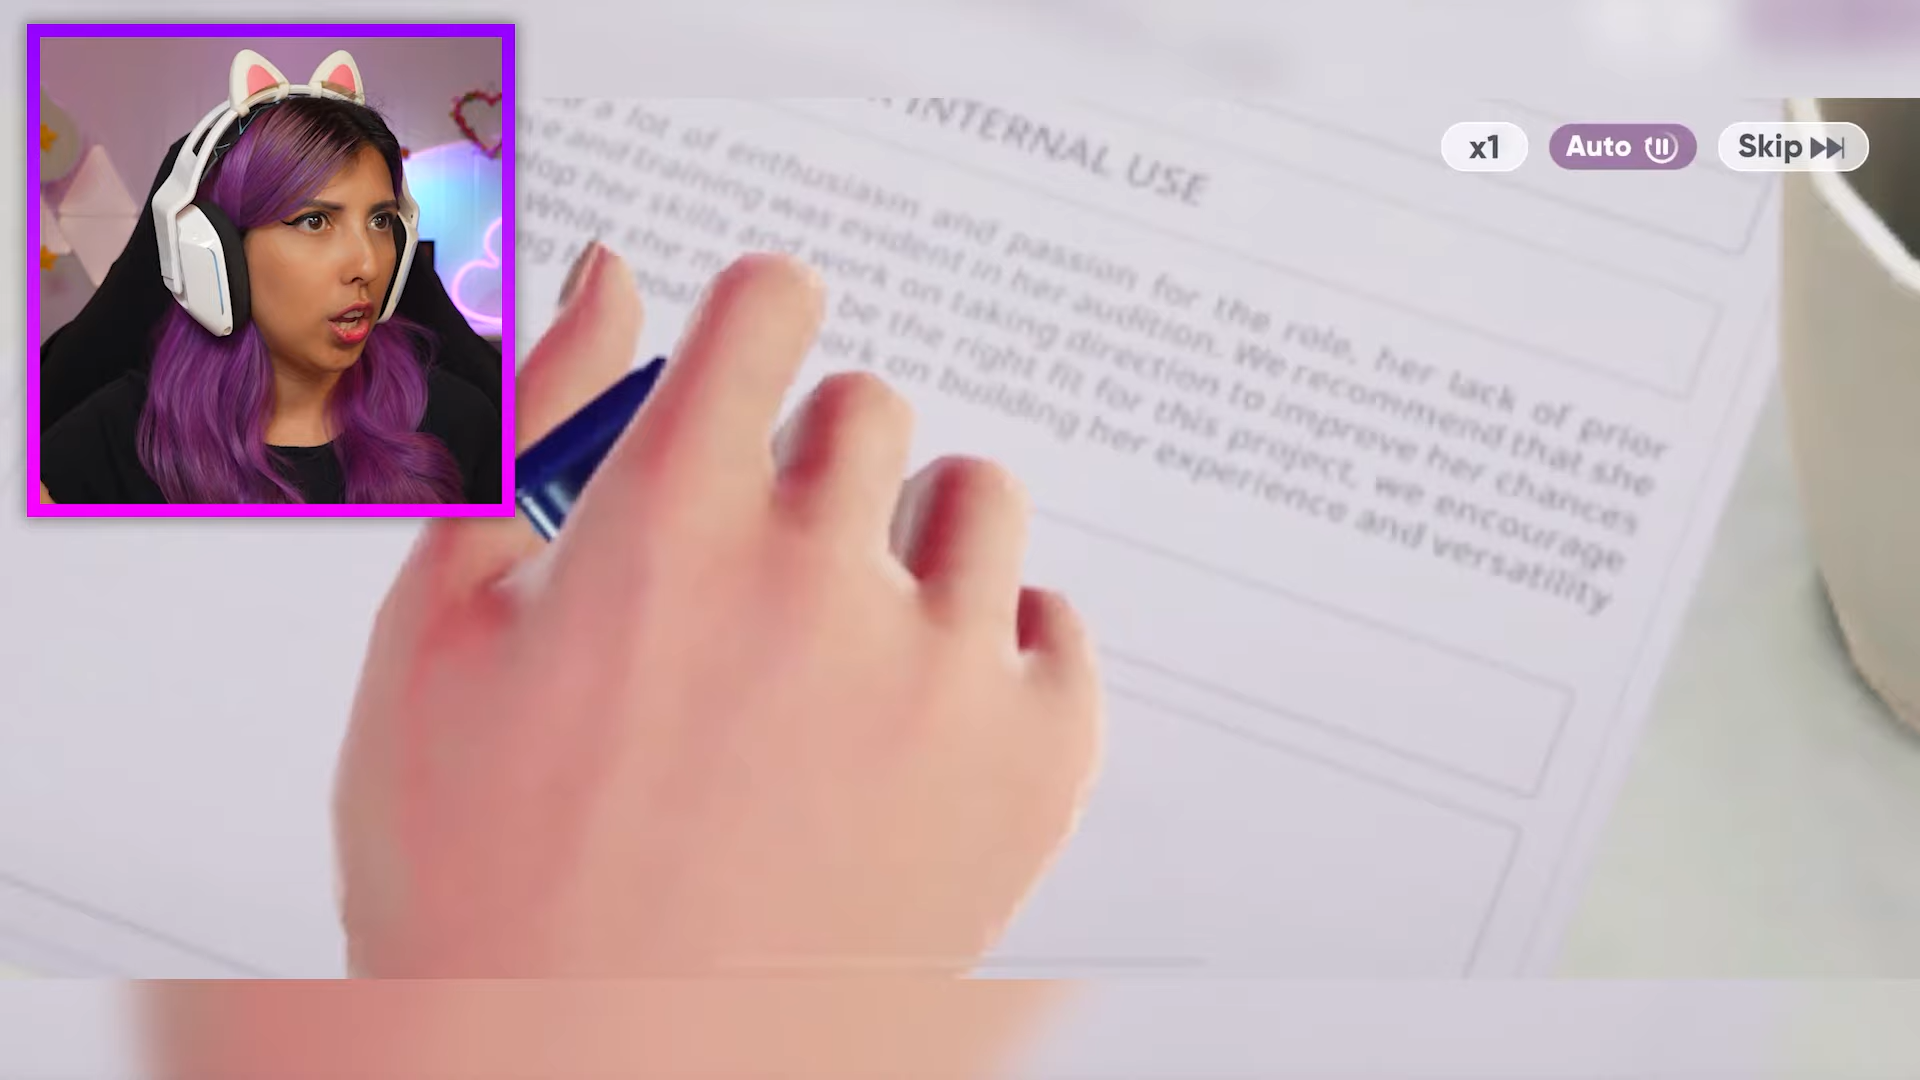 INTERNAL USE
x1 Auto Skip
a lot of enthusiasm and passion for the role, her lack of prior
and training was evident in her audition. We recommend that she
her skills and work on taking direction to improve her chances
While she be the right fit for this project, we encourage
on building her experience and versatility